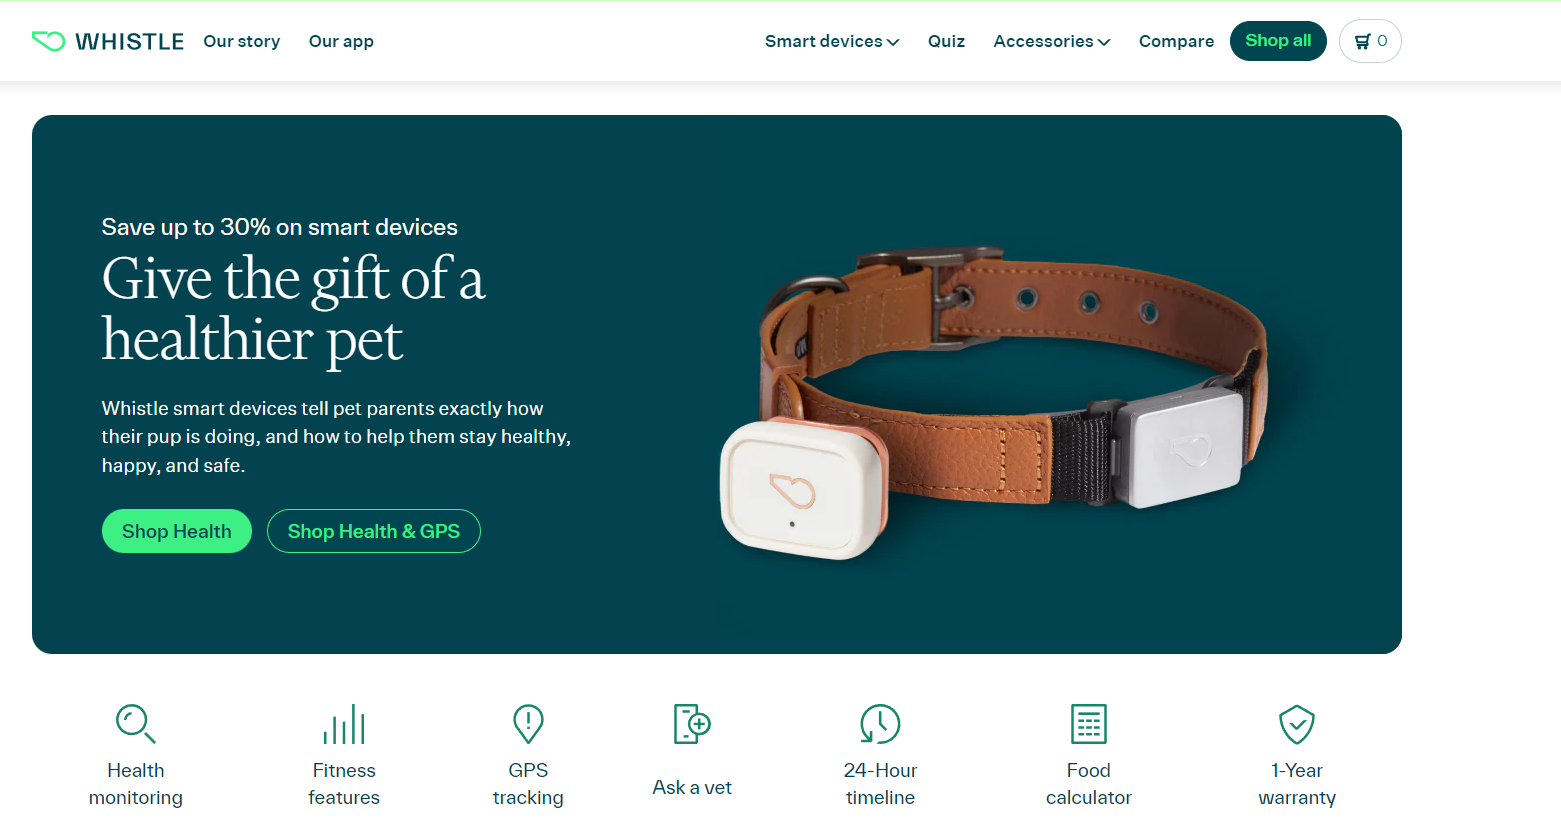 WHISTLE
Our story
Our app
Smart devices
Quiz
Accessories
Compare
Shop all
0
Save up to 30% on smart devices
Give the gift of a
healthier pet
Whistle smart devices tell pet parents exactly how
their pup is doing, and how to help them stay healthy,
happy, and safe.
Shop Health
Shop Health & GPS
Health
monitoring
Fitness
features
GPS
tracking
Ask a vet
24-Hour
timeline
Food
calculator
1-Year
warranty